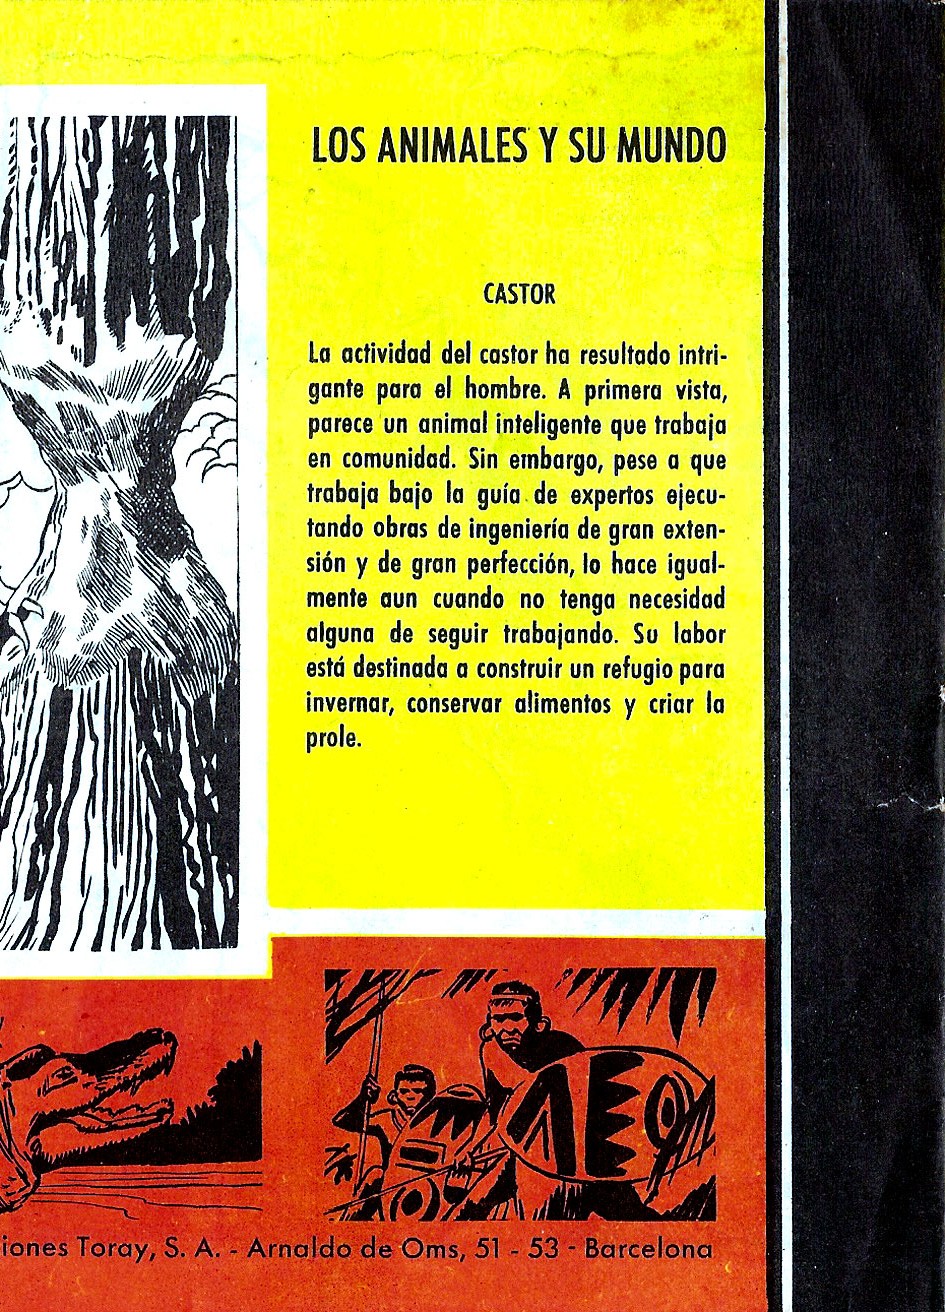 LOS ANIMALES Y SU MUNDO
CASTOR
La actividad del castor ha resultado intri-
gante para el hombre. A primera vista,
parece un animal inteligente que trabaja
en comunidad. Sin embargo, pese a que
trabaja bajo la guía de expertos ejecu-
tando obras de ingeniería de gran exten-
sión y de gran perfección, lo hace igual-
mente aun cuando no tenga necesidad
alguna de seguir trabajando. Su labor
está destinada a construir un refugio para
invernar, conservar alimentos y criar la
prole.
iones Toray, S. A. - Arnaldo de Oms, 51 - 53 - Barcelona